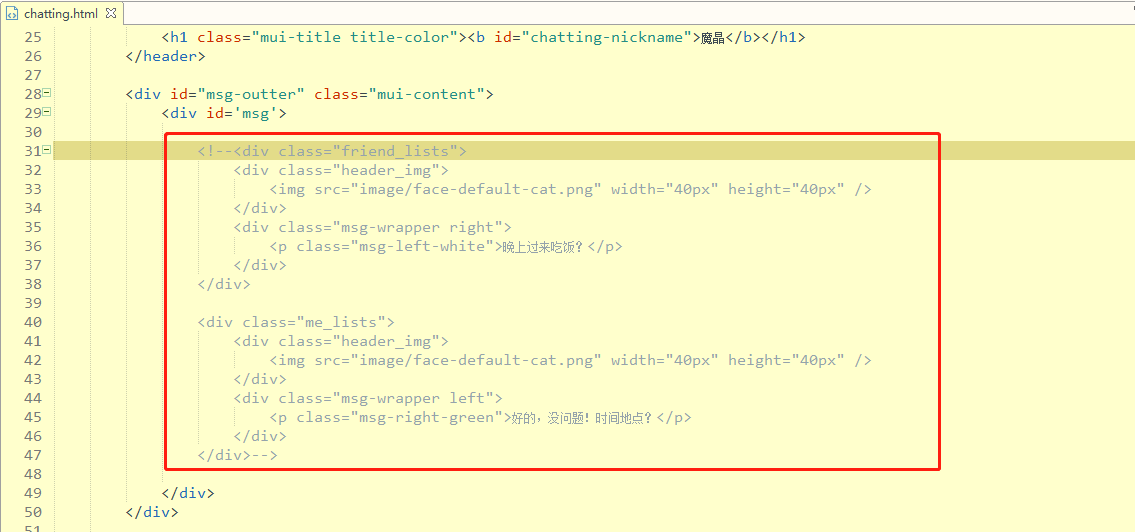 chatting.html
25 <h1 class="mui-title title-color"><b id="chatting-nickname">魔晶</b></h1>
26 </header>
27
28 <div id="msg-outter" class="mui-content">
29 <div id='msg'>
30
31 <!--<div class="friend_lists">
32 <div class="header_img">
33 <img src="image/face-default-cat.png" width="40px" height="40px" />
34 </div>
35 <div class="msg-wrapper right">
36 <p class="msg-left-white">晚上过来吃饭?</p>
37 </div>
38 </div>
39
40 <div class="me_lists">
41 <div class="header_img">
42 <img src="image/face-default-cat.png" width="40px" height="40px" />
43 </div>
44 <div class="msg-wrapper left">
45 <p class="msg-right-green">好的，没问题！时间地点?</p>
46 </div>
47 </div>-->
48
49 </div>
50 </div>
51